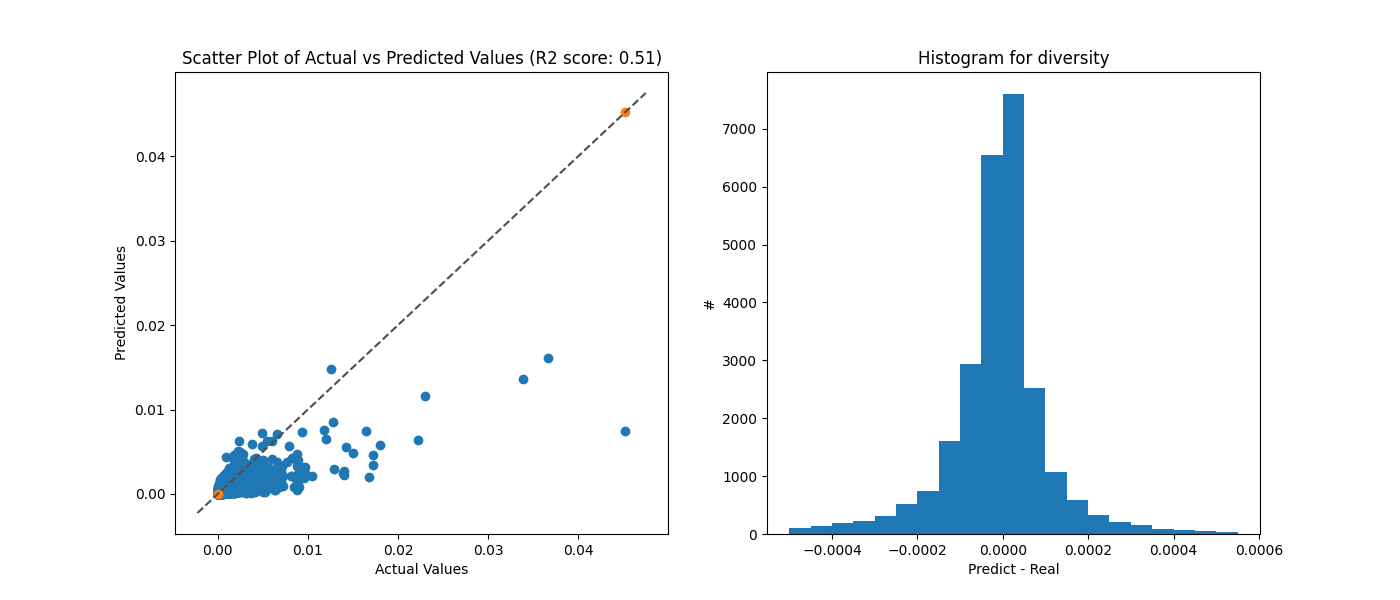 Scatter Plot of Actual vs Predicted Values (R2 score: 0.51)
Predicted Values
0.04
0.03
0.02
0.01
0.00
0.00 0.01 0.02 0.03 0.04
Actual Values
Histogram for diversity
#
7000
6000
5000
4000
3000
2000
1000
0
−0.0004 −0.0002 0.0000 0.0002 0.0004 0.0006
Predict - Real